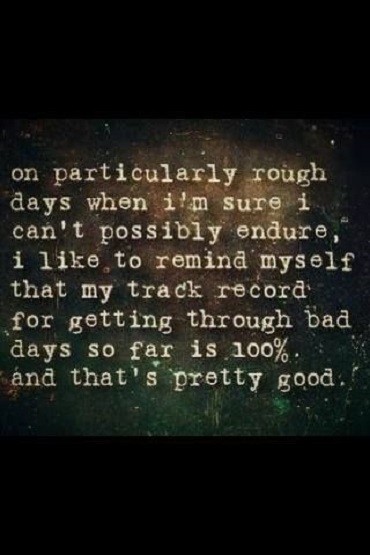 on particularly rough
days when i'm sure i
can't possibly endure,
i like to remind myself
that my track record
for getting through bad
days so far is 100%.
and that's pretty good.